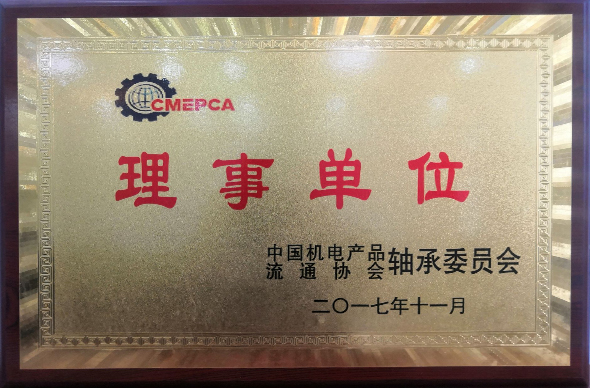 CMEPCA
理事单位
中国机电产品
流通协会
轴承委员会
二〇一七年十一月